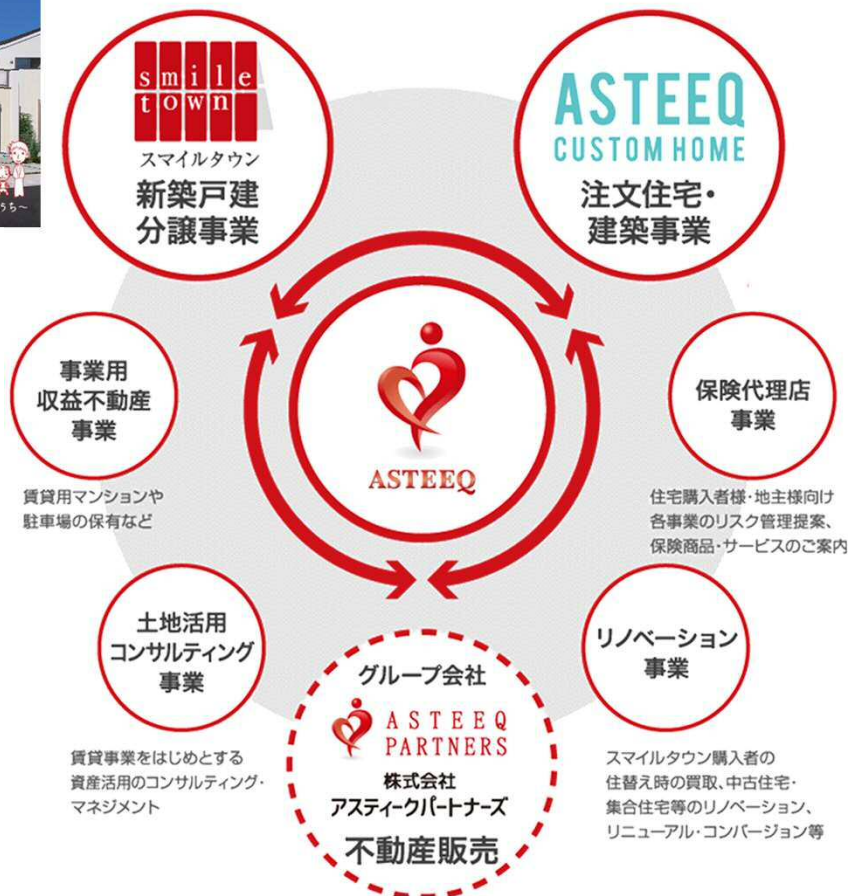 smile
town
スマイルタウン
新築戸建
分譲事業
ASTEEQ
CUSTOM HOME
注文住宅・
建築事業
うち～
ASTEEQ
事業用
収益不動産
事業
賃貸用マンションや
駐車場の保有など
保険代理店
事業
住宅購入者様・地主様向け
各事業のリスク管理提案、
保険商品・サービスのご案内
土地活用
コンサルティング
事業
賃貸事業をはじめとする
資産活用のコンサルティング・
マネジメント
グループ会社
ASTEEQ
PARTNERS
株式会社
アスティークパートナーズ
不動産販売
リノベーション
事業
スマイルタウン購入者の
住替え時の買取、中古住宅・
集合住宅等のリノベーション、
リニューアル・コンバージョン等